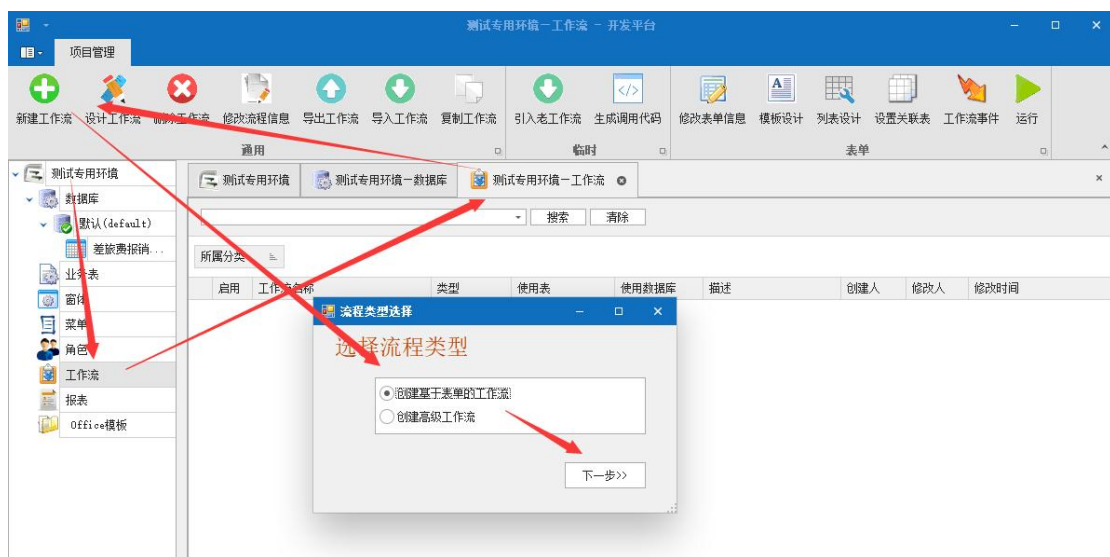 测试专用环境－工作流 - 开发平台
项目管理
新建工作流 设计工作流 删除工作流 修改流程信息 导出工作流 导入工作流 复制工作流 引入老工作流 生成调用代码 修改表单信息 模板设计 列表设计 设置关联表 工作流事件 运行
通用 临时 表单
测试专用环境
数据库
默认(default)
差旅费报销...
业务表
窗体
菜单
角色
工作流
报表
Office模板
测试专用环境 测试专用环境－数据库 测试专用环境－工作流
搜索 清除
所属分类
启用 工作流名称 类型 使用表 使用数据库 描述 创建人 修改人 修改时间
流程类型选择
选择流程类型
创建基于表单的工作流
创建高级工作流
下一步>>